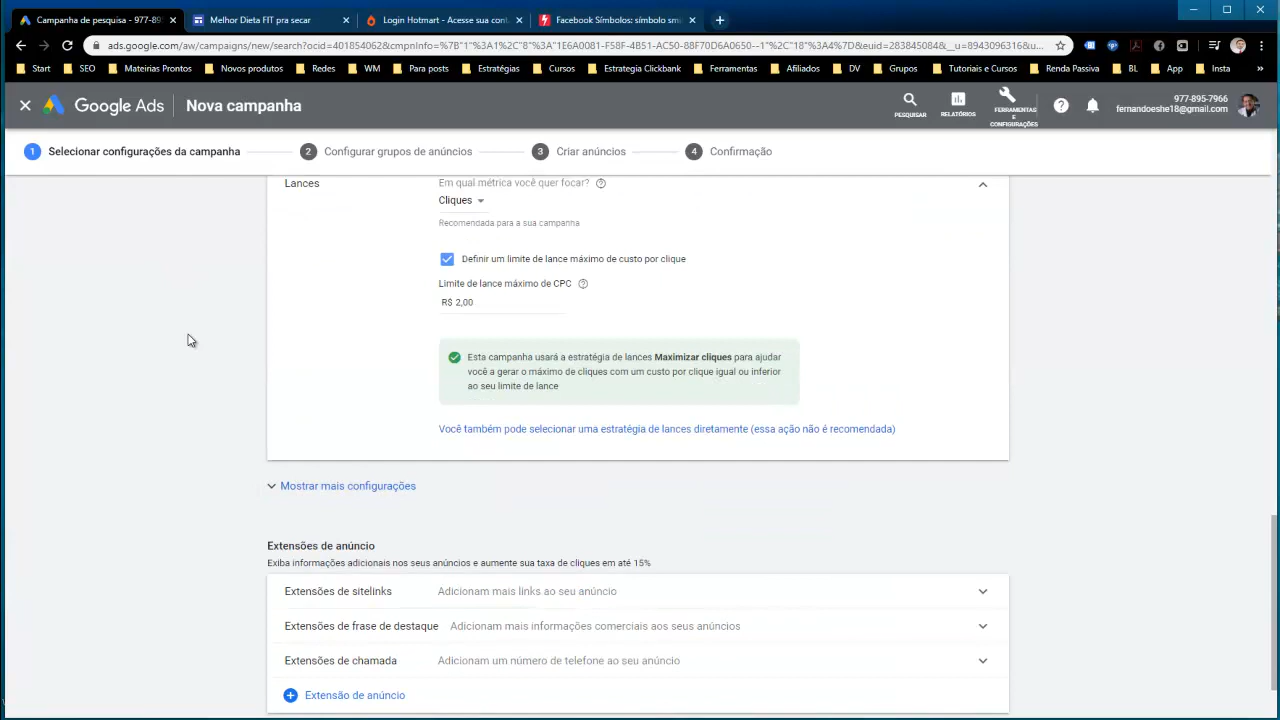 Campanha de pesquisa - 977-89
Melhor Dieta FIT pra secar
Login Hotmart - Acesse sua con
Facebook Símbolos: símbolo sm
ads.google.com/aw/campaigns/new/search?ocid=401854062&cmpnInfo=%7B"1"%3A1%2C"8"%3A"1E6A0081-F58F-4B51-AC50-88F70D6A0650--1"%2C"18"%3A4%7D&euid=283845084&__u=8943096316&u...
Start
SEO
Mateirias Prontos
Novos produtos
Redes
WM
Para posts
Estratégias
Cursos
Estrategia Clickbank
Ferramentas
Afiliados
DV
Grupos
Tutoriais e Cursos
Renda Passiva
BL
App
Insta
Google Ads
Nova campanha
PESQUISAR
RELATÓRIOS
FERRAMENTAS
E
CONFIGURAÇÕES
977-895-7966
fernandoeshe18@gmail.com
1 Selecionar configurações da campanha
2 Configurar grupos de anúncios
3 Criar anúncios
4 Confirmação
Lances
Em qual métrica você quer focar?
Cliques
Recomendada para a sua campanha
Definir um limite de lance máximo de custo por clique
Limite de lance máximo de CPC
R$ 2,00
Esta campanha usará a estratégia de lances Maximizar cliques para ajudar
você a gerar o máximo de cliques com um custo por clique igual ou inferior
ao seu limite de lance
Você também pode selecionar uma estratégia de lances diretamente (essa ação não é recomendada)
Mostrar mais configurações
Extensões de anúncio
Exiba informações adicionais nos seus anúncios e aumente sua taxa de cliques em até 15%
Extensões de sitelinks Adicionam mais links ao seu anúncio
Extensões de frase de destaque Adicionam mais informações comerciais aos seus anúncios
Extensões de chamada Adicionam um número de telefone ao seu anúncio
Extensão de anúncio